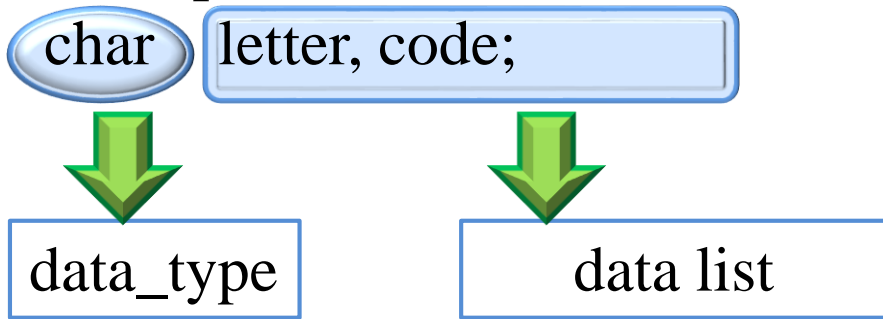 char letter, code;
data_type data list